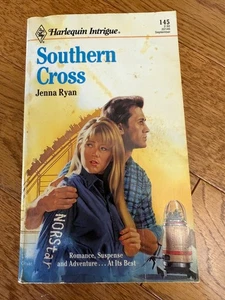 Harlequin Intrigue®
145
Southern
Cross
Jenna Ryan
NORStar
Romance, Suspense
and Adventure . . . At Its Best